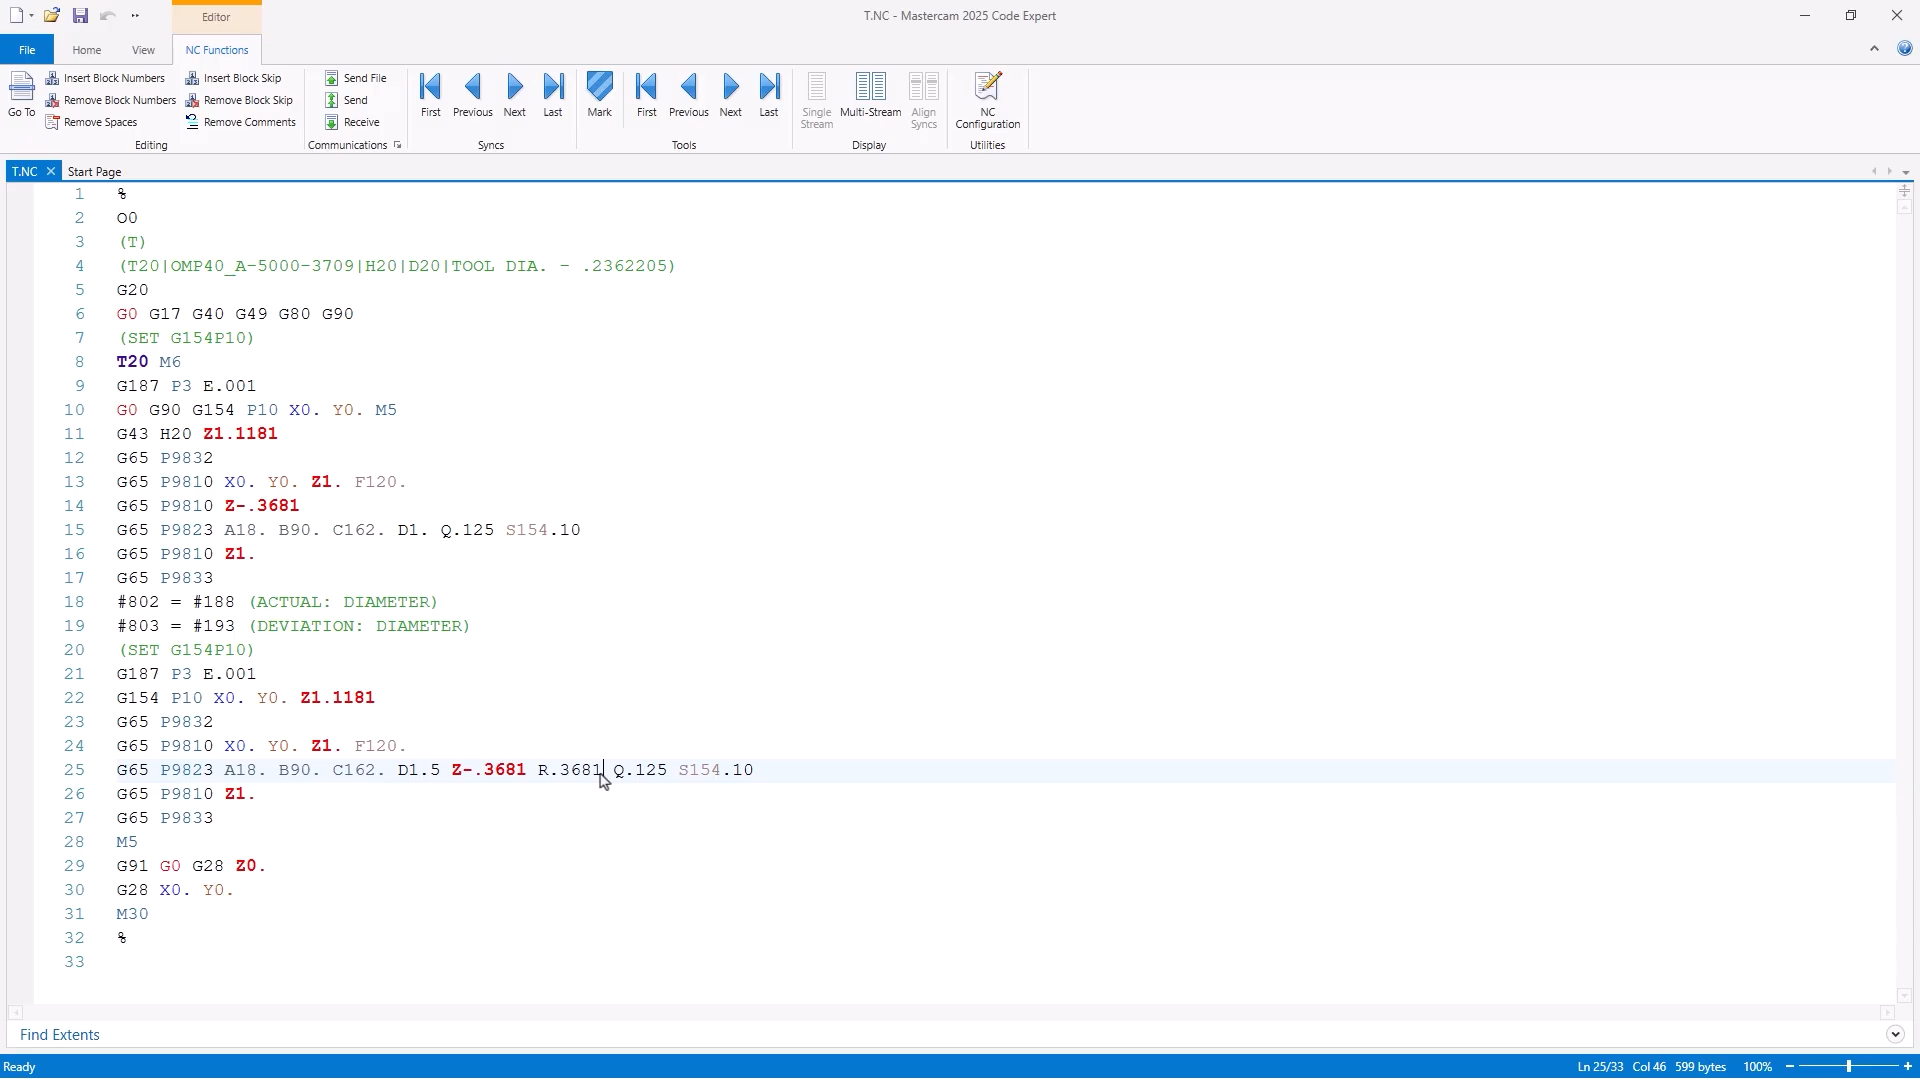 Editor
T.NC - Mastercam 2025 Code Expert
File Home View NC Functions
Go To
Insert Block Numbers
Remove Block Numbers
Remove Spaces
Insert Block Skip
Remove Block Skip
Remove Comments
Editing
Send File
Send
Receive
Communications
First Previous Next Last
Syncs
Mark
First Previous Next Last
Tools
Single Stream
Multi-Stream
Align Syncs
Display
NC Configuration
Utilities
T.NC Start Page
1 %
2 O0
3 (T)
4 (T20|OMP40_A-5000-3709|H20|D20|TOOL DIA. - .2362205)
5 G20
6 G0 G17 G40 G49 G80 G90
7 (SET G154P10)
8 T20 M6
9 G187 P3 E.001
10 G0 G90 G154 P10 X0. Y0. M5
11 G43 H20 Z1.1181
12 G65 P9832
13 G65 P9810 X0. Y0. Z1. F120.
14 G65 P9810 Z-.3681
15 G65 P9823 A18. B90. C162. D1. Q.125 S154.10
16 G65 P9810 Z1.
17 G65 P9833
18 #802 = #188 (ACTUAL: DIAMETER)
19 #803 = #193 (DEVIATION: DIAMETER)
20 (SET G154P10)
21 G187 P3 E.001
22 G154 P10 X0. Y0. Z1.1181
23 G65 P9832
24 G65 P9810 X0. Y0. Z1. F120.
25 G65 P9823 A18. B90. C162. D1.5 Z-.3681 R.3681 Q.125 S154.10
26 G65 P9810 Z1.
27 G65 P9833
28 M5
29 G91 G0 G28 Z0.
30 G28 X0. Y0.
31 M30
32 %
33
Find Extents
Ready
Ln 25/33 Col 46 599 bytes 100%